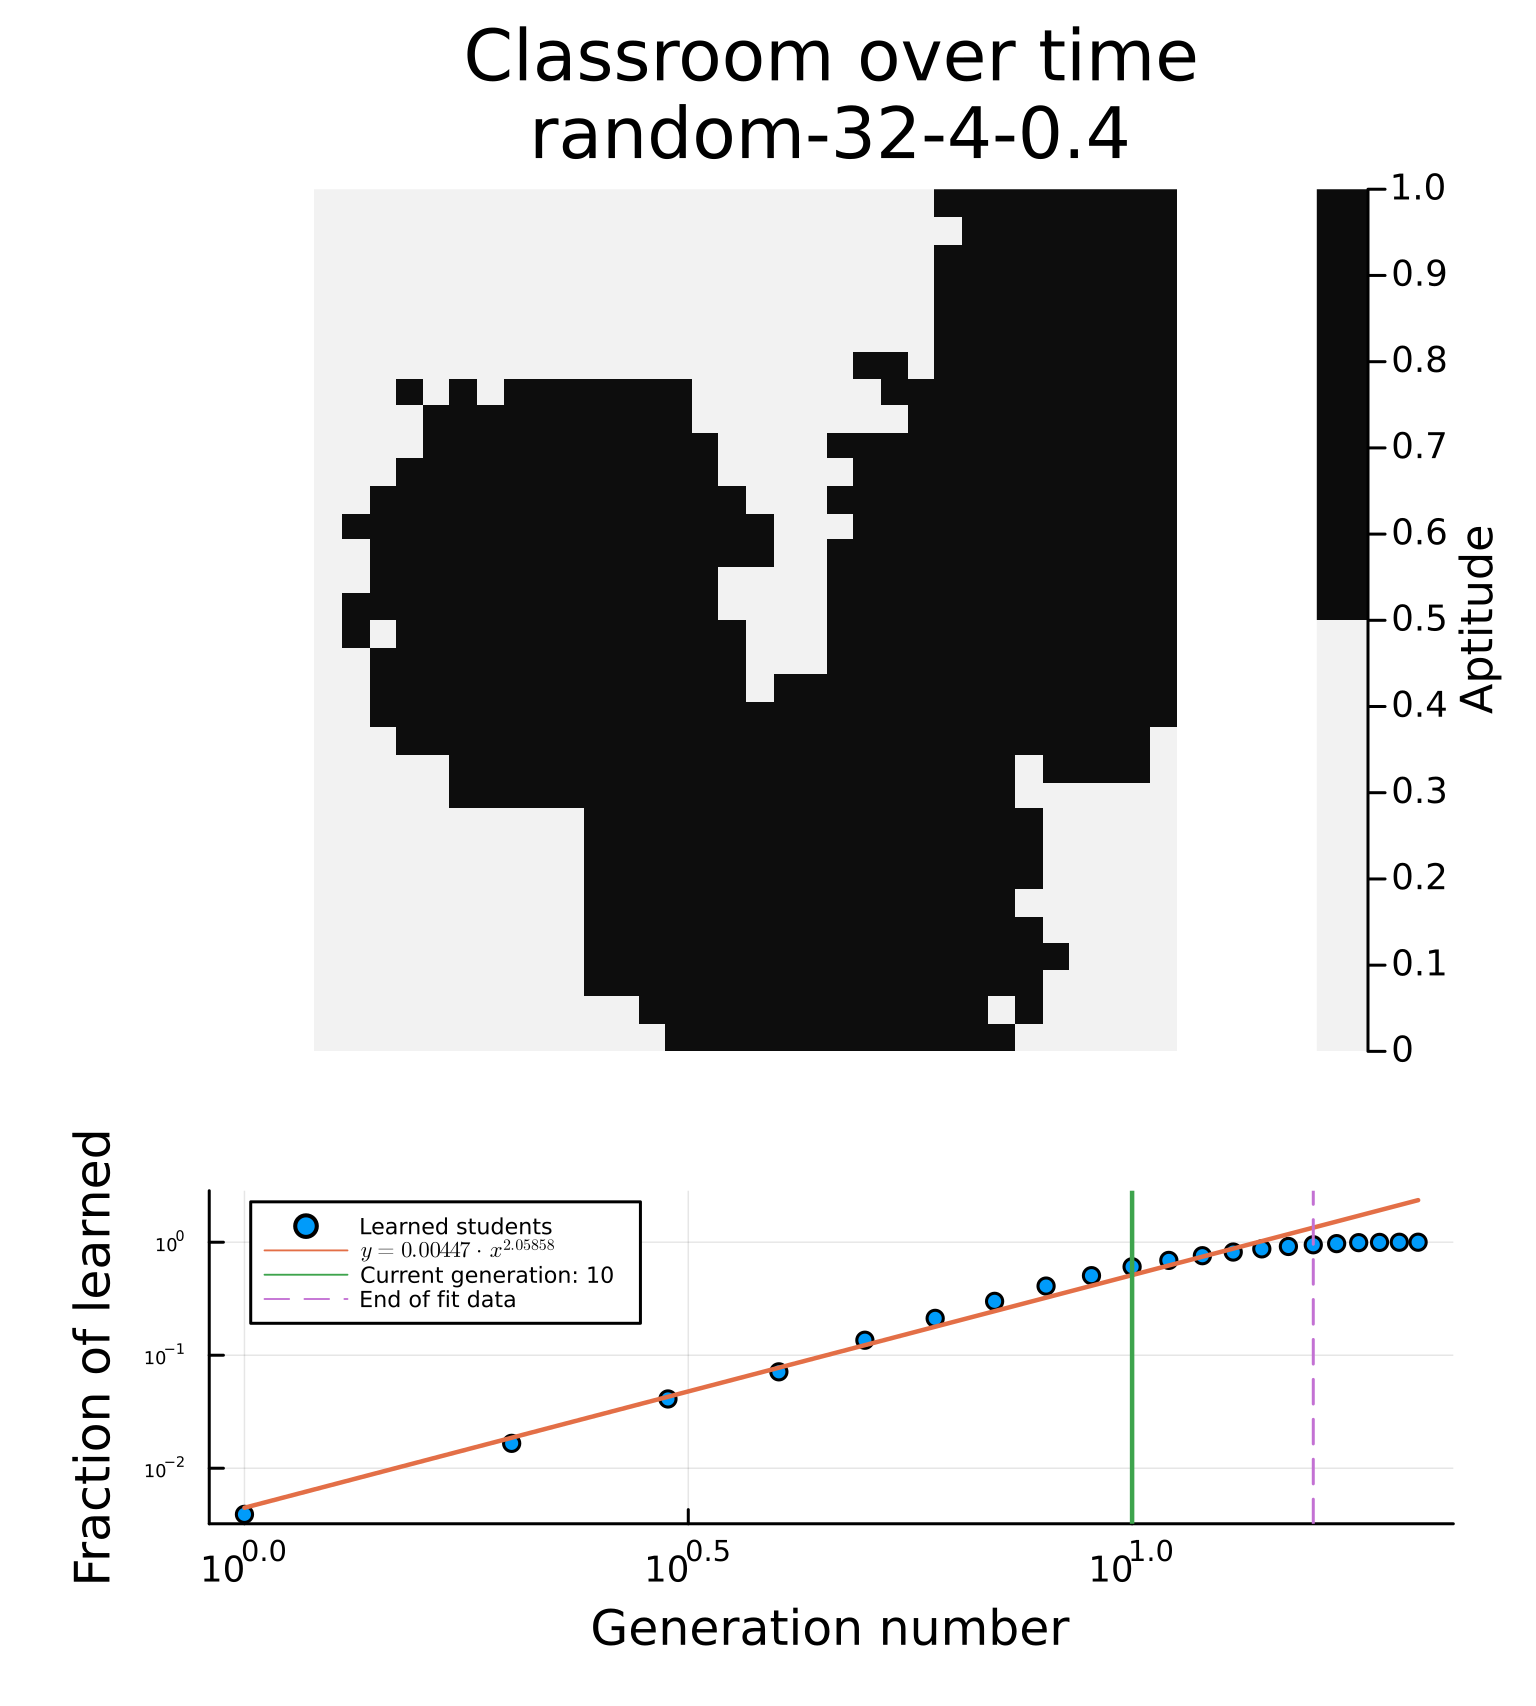 Classroom over time
random-32-4-0.4
1.0
0.9
0.8
0.7
0.6
0.5
0.4
0.3
0.2
0.1
0
Aptitude
Fraction of learned
10⁰
10⁻¹
10⁻²
Learned students
y = 0.00447 · x^2.05858
Current generation: 10
End of fit data
10^0.0
10^0.5
10^1.0
Generation number